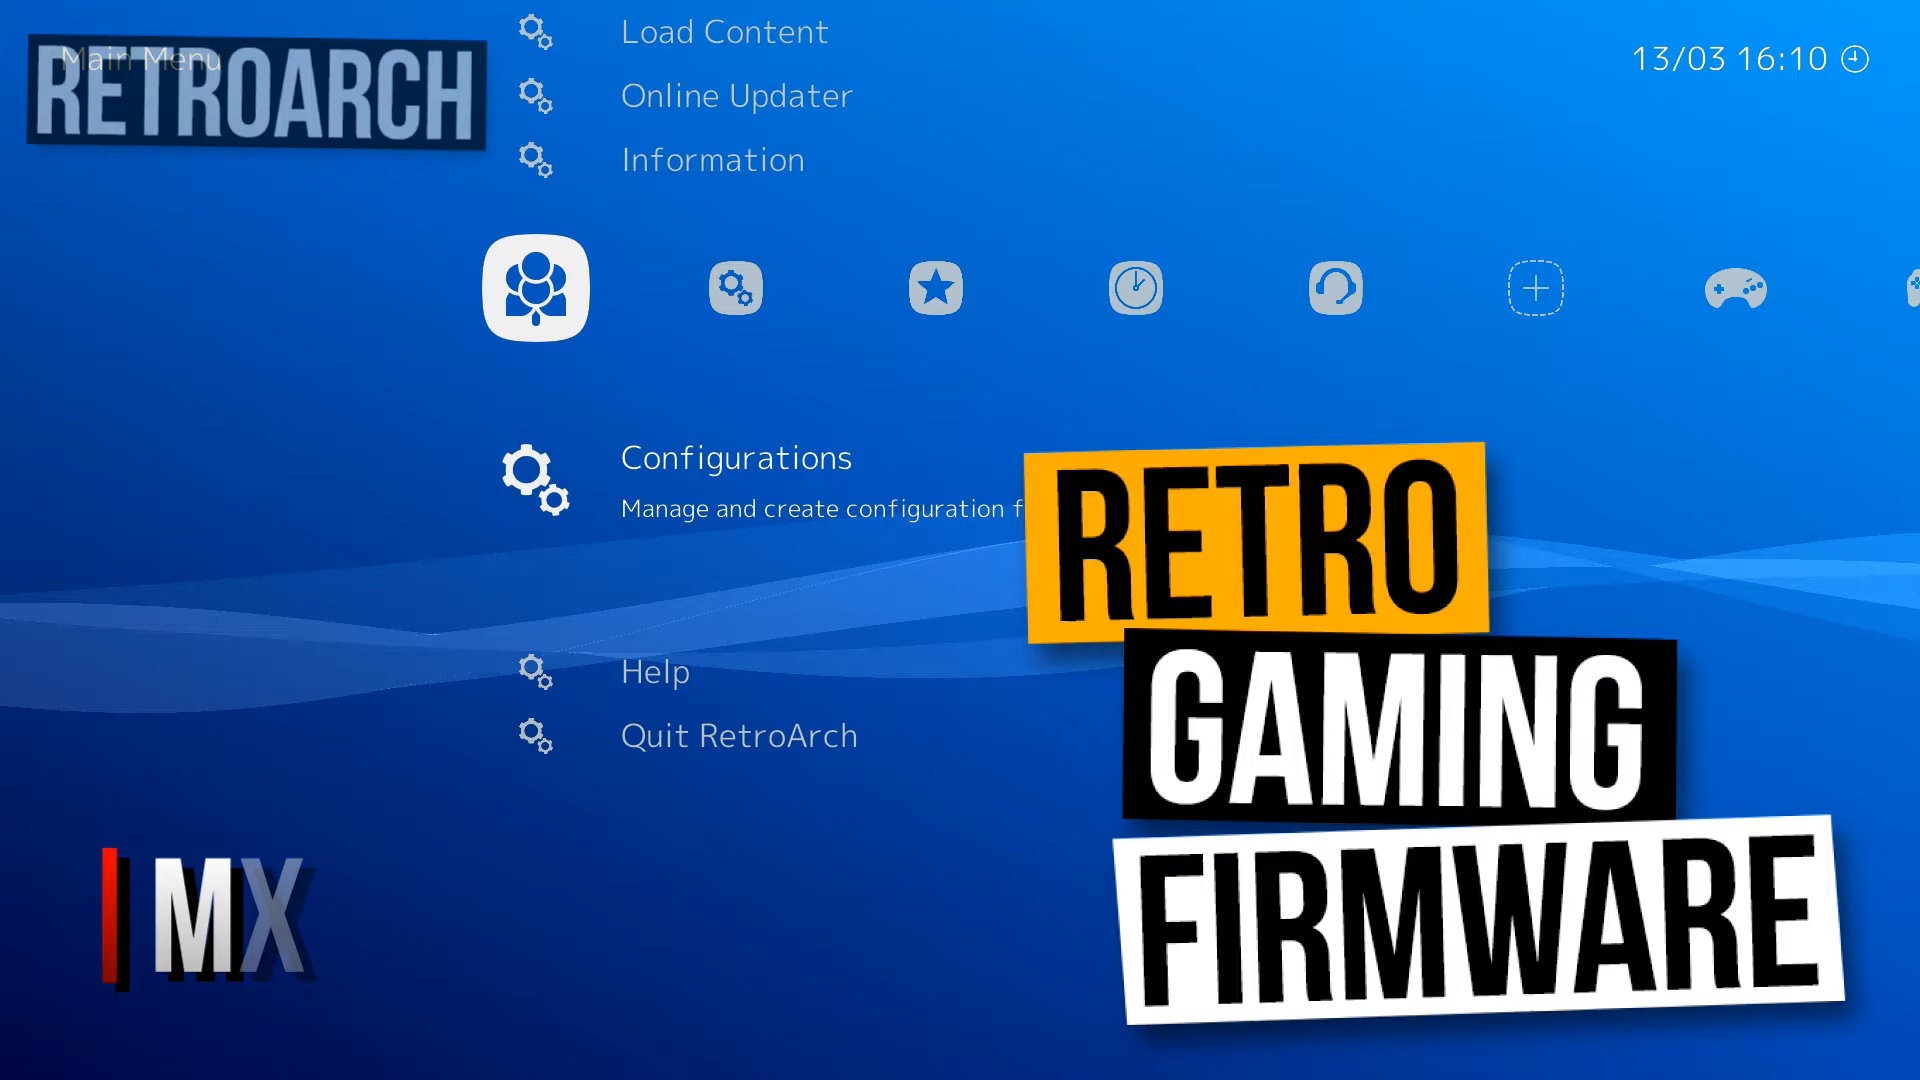 Main Menu
RETROARCH
Load Content
13/03 16:10
Online Updater
Information
Configurations
Manage and create configuration f
RETRO
GAMING
FIRMWARE
Help
Quit RetroArch
MX